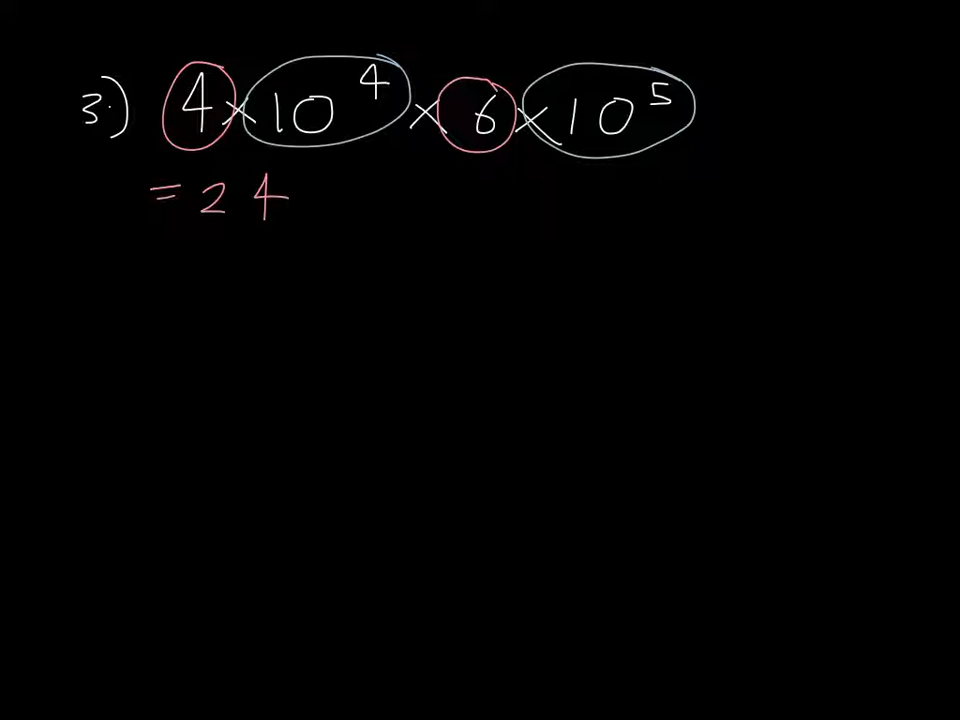 3.) 4 × 10⁴ × 6 × 10⁵
= 24